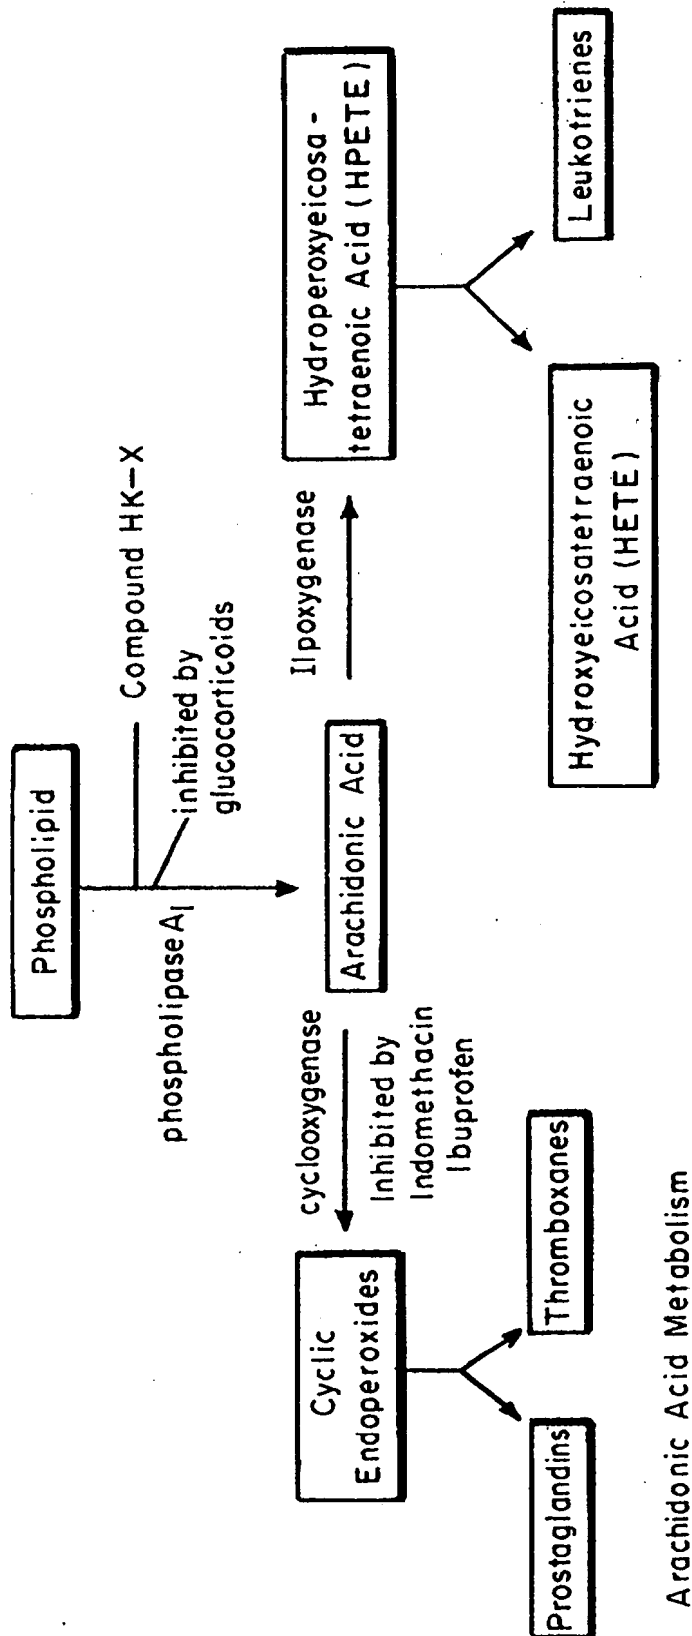 Phospholipid
Compound HK-X
phospholipase A1
inhibited by
glucocorticoids
cyclooxygenase
Inhibited by
Indomethacin
Ibuprofen
Arachidonic Acid
Ilpoxygenase
Cyclic
Endoperoxides
Hydroperoxyeicosa-
tetraenoic Acid (HPETE)
Prostaglandins
Thromboxanes
Hydroxyeicosatetraenoic
Acid (HETE)
Leukotrienes
Arachidonic Acid Metabolism